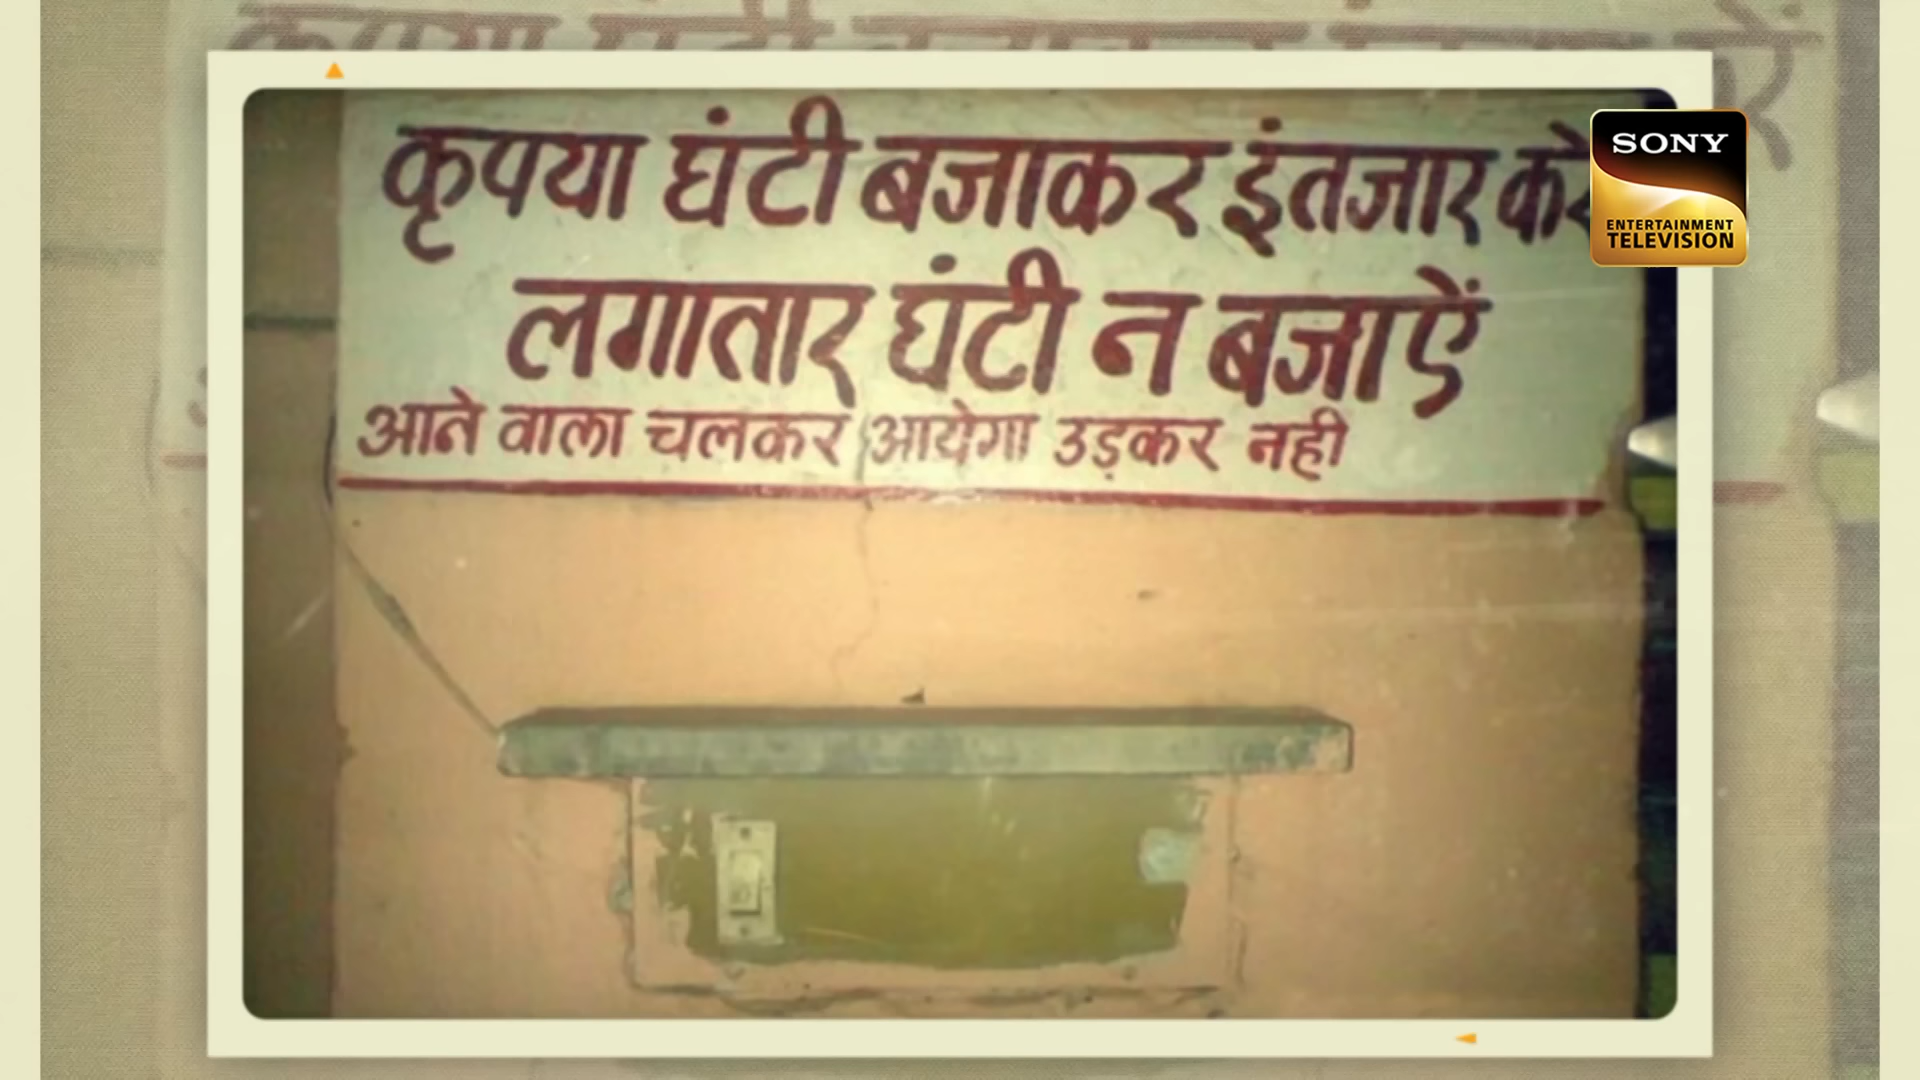 कृपया घंटी बजाकर इंतजार करें
SONY
ENTERTAINMENT
TELEVISION
लगातार घंटी न बजाऐं
आने वाला चलकर आयेगा उड़कर नही